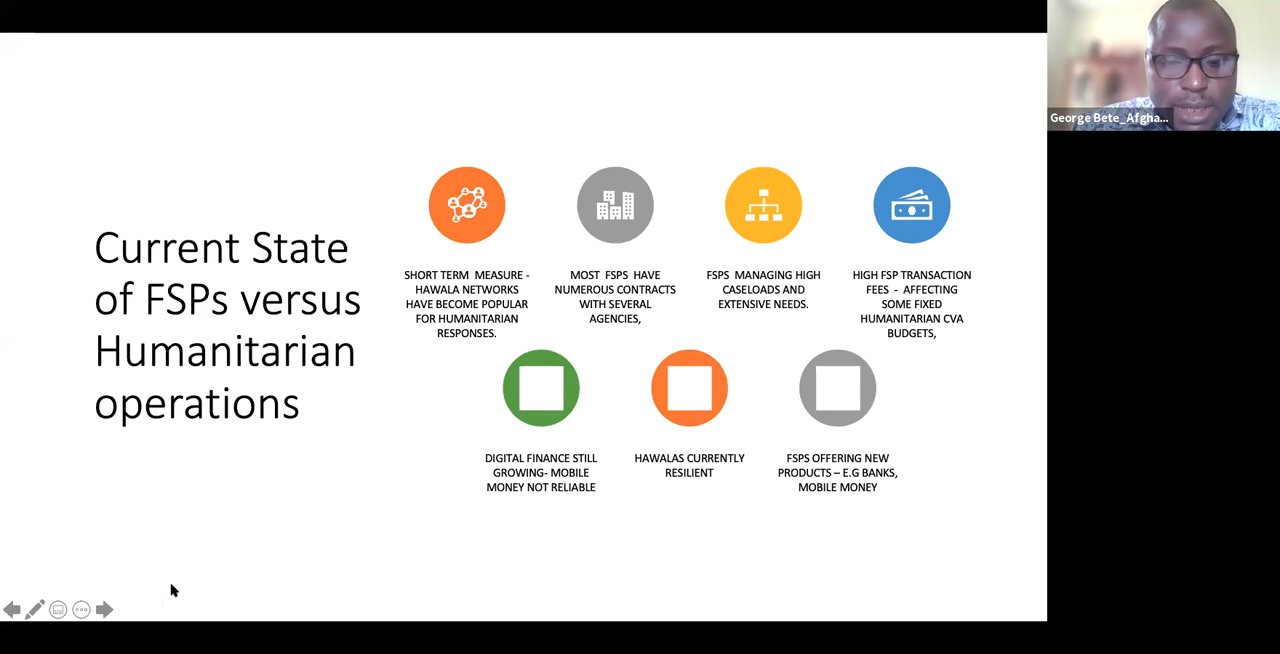 George Bete_Afgha...
Current State
of FSPs versus
Humanitarian
operations
SHORT TERM MEASURE -
HAWALA NETWORKS
HAVE BECOME POPULAR
FOR HUMANITARIAN
RESPONSES.
MOST FSPS HAVE
NUMEROUS CONTRACTS
WITH SEVERAL
AGENCIES,
FSPS MANAGING HIGH
CASELOADS AND
EXTENSIVE NEEDS.
HIGH FSP TRANSACTION
FEES - AFFECTING
SOME FIXED
HUMANITARIAN CVA
BUDGETS,
DIGITAL FINANCE STILL
GROWING- MOBILE
MONEY NOT RELIABLE
HAWALAS CURRENTLY
RESILIENT
FSPS OFFERING NEW
PRODUCTS – E.G BANKS,
MOBILE MONEY